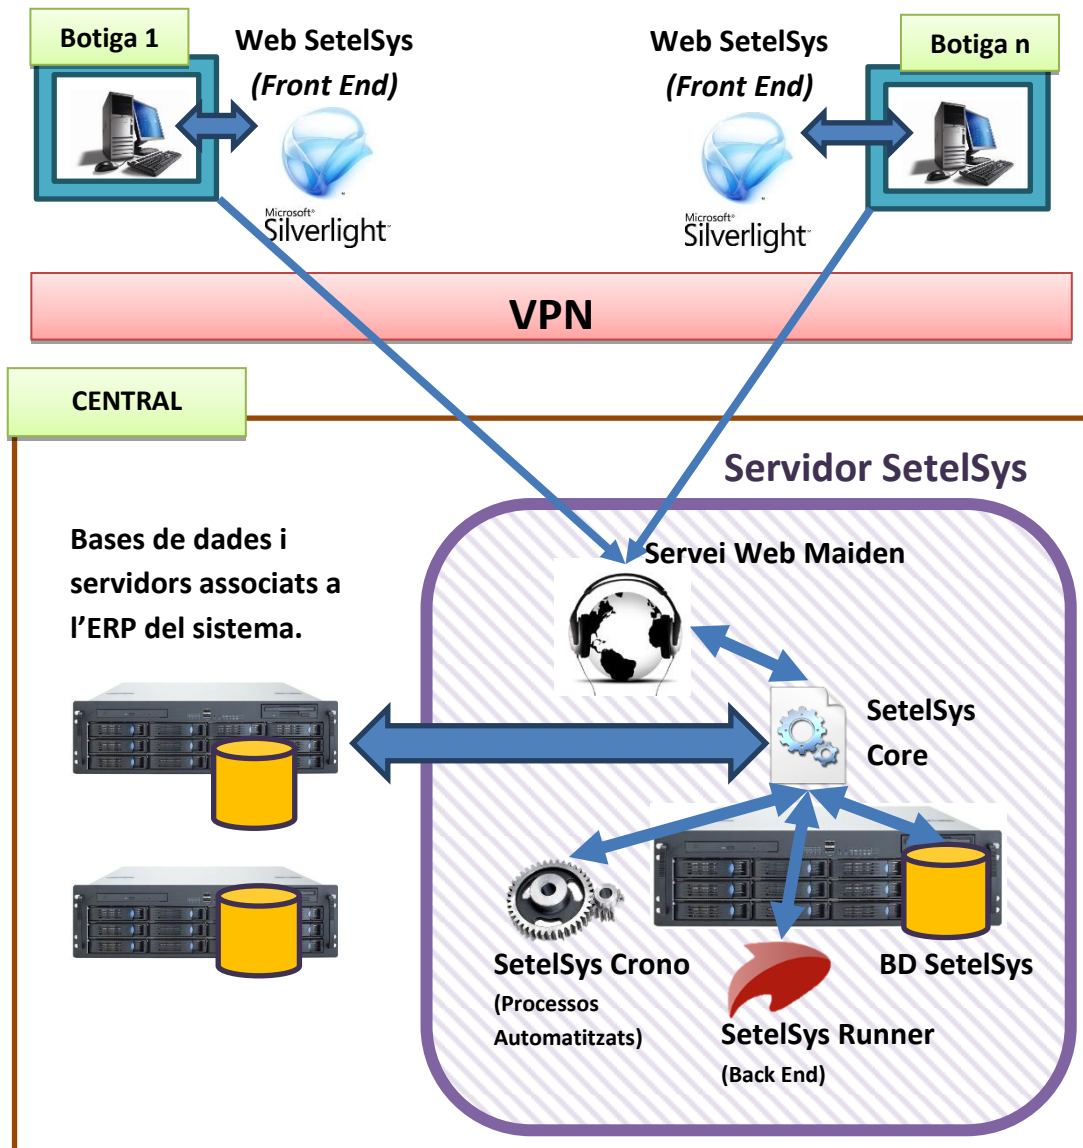 Botiga 1
Web SetelSys
(Front End)
Microsoft®
Silverlight™
Web SetelSys
(Front End)
Botiga n
Microsoft®
Silverlight™
VPN
CENTRAL
Servidor SetelSys
Bases de dades i
servidors associats a
l’ERP del sistema.
Servei Web Maiden
SetelSys
Core
SetelSys Crono
(Processos
Automatitzats)
SetelSys Runner
(Back End)
BD SetelSys